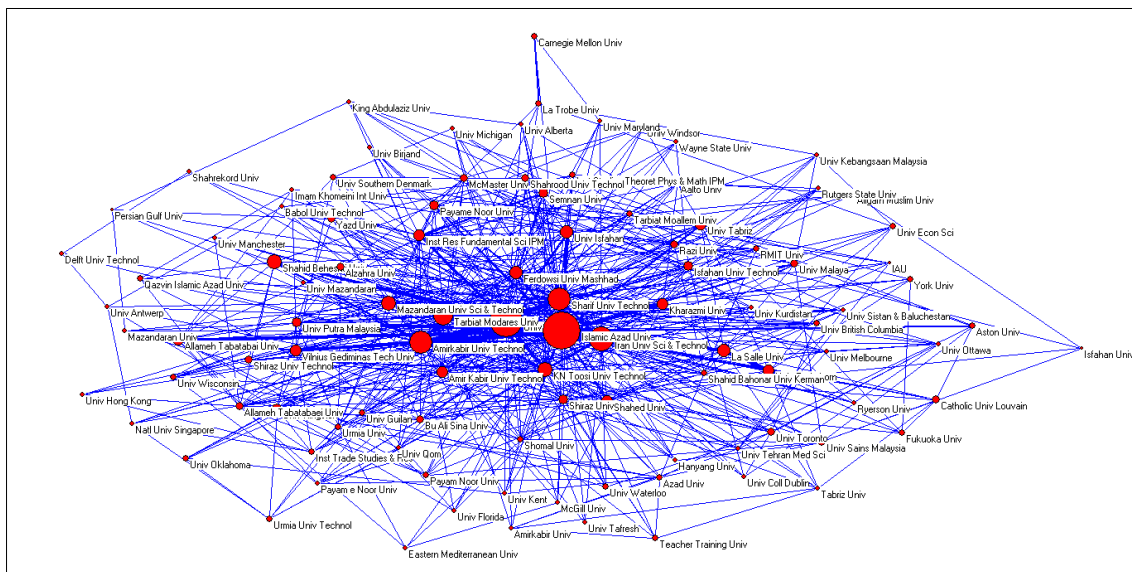 Carnegie Mellon Univ
King Abdulaziz Univ
La Trobe Univ
Univ Michigan
Univ Alberta
Univ Maryland
Univ Windsor
Wayne State Univ
Univ Birjand
Univ Kebangsaan Malaysia
Shahrekord Univ
Univ Southern Denmark
McMaster Univ
Shahrood Univ Technol
Theoret Phys & Math IPM
Aalto Univ
Imam Khomeini Int Univ
Semnan Univ
Rutgers State Univ
Aligarh Muslim Univ
Persian Gulf Univ
Babol Univ Technol
Payame Noor Univ
Tarbiat Moallem Univ
Yazd Univ
Univ Tabriz
Univ Econ Sci
Univ Manchester
Inst Res Fundamental Sci IPM
Univ Isfahan
Razi Univ
RMIT Univ
Delft Univ Technol
Shahid Behes
Alzahra Univ
Ferdowsi Univ Mashhad
Isfahan Univ Technol
Univ Malaya
IAU
Qazvin Islamic Azad Univ
Univ Mazandaran
York Univ
Univ Antwerp
Mazandaran Univ Sci & Technol
Sharif Univ Technol
Kharazmi Univ
Univ Kurdistan
Univ Sistan & Baluchestan
Univ Putra Malaysia
Tarbiat Modares Univ
Univ
Univ British Columbia
Aston Univ
Mazandaran Univ
Allameh Tabatabai Univ
Amirkabir Univ Technol
Islamic Azad Univ
Iran Univ Sci & Technol
Univ Ottawa
Isfahan Univ
Vilnius Gediminas Tech Univ
La Salle Univ
Univ Melbourne
Shiraz Univ Technol
Univ Wisconsin
Amir Kabir Univ Technol
KN Toosi Univ Technol
Shahid Bahonar Univ Kerman
om
Univ Hong Kong
Allameh Tabatabaei Univ
Univ Guilan
Shiraz Univ
Shahed Univ
Ryerson Univ
Catholic Univ Louvain
Natl Univ Singapore
Urmia Univ
Bu Ali Sina Univ
Shomal Univ
Univ Toronto
Fukuoka Univ
Univ Oklahoma
Inst Trade Studies & Res
Univ Qom
Hanyang Univ
Univ Tehran Med Sci
Univ Sains Malaysia
Payam e Noor Univ
Payam Noor Univ
Univ Kent
Univ Waterloo
Azad Univ
Univ Coll Dublin
Tabriz Univ
Urmia Univ Technol
Univ Florida
McGill Univ
Amirkabir Univ
Univ Tafresh
Teacher Training Univ
Eastern Mediterranean Univ